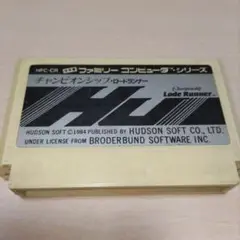 HFC-CR ファミリー コンピュータ・シリーズ
チャンピオンシップ・ロードランナー
Championship
Lode Runner
HUDSON SOFT © 1984 PUBLISHED BY HUDSON SOFT CO., LTD.
UNDER LICENSE FROM BRODERBUND SOFTWARE INC.